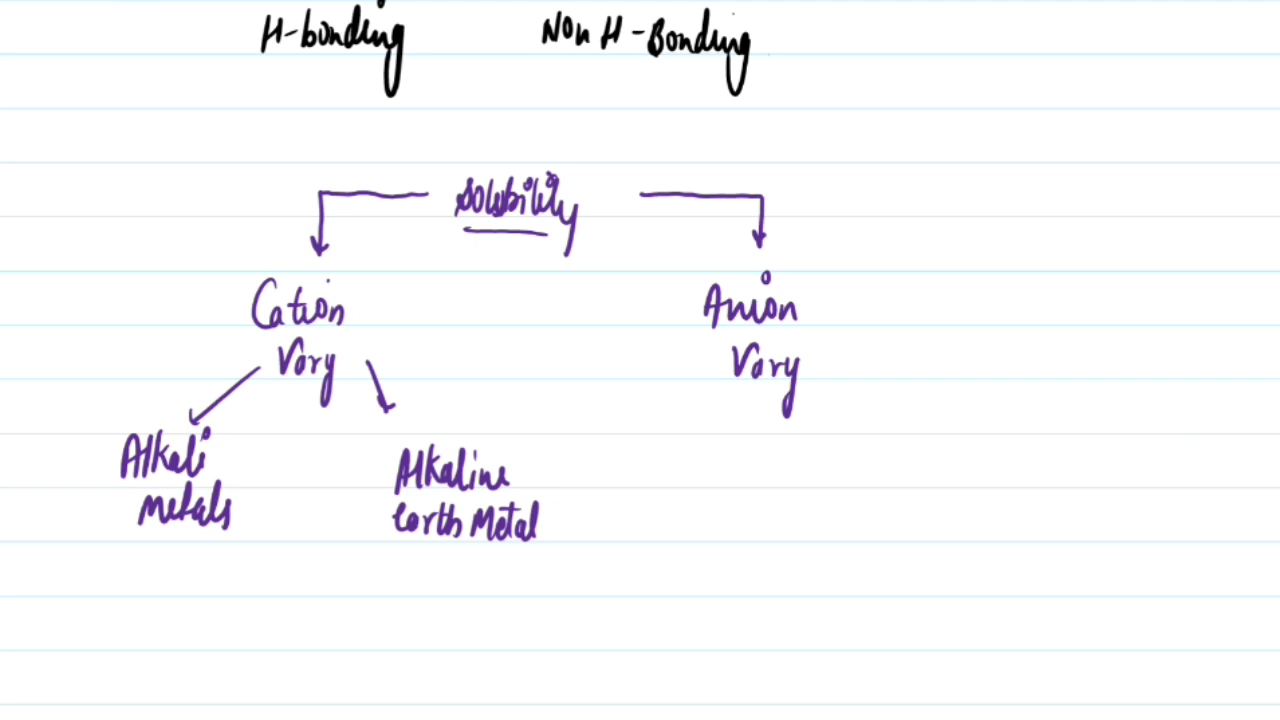 H-bonding Non H-Bonding
Solubility
Cation Anion
Vary Vary
Alkali Alkaline
metals Earth Metal